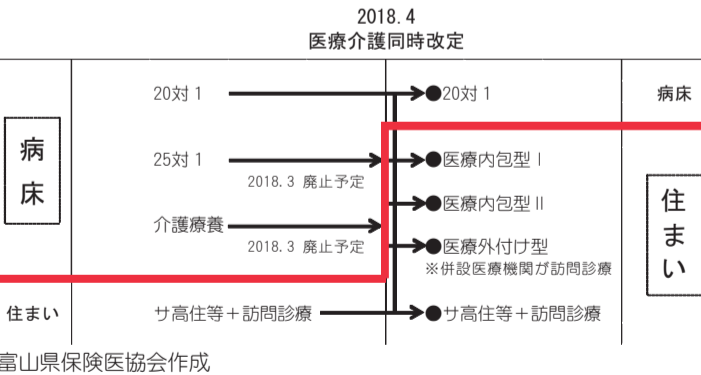 2018.4
医療介護同時改定
20対1
●20対1
病床
病床
25対1
2018.3 廃止予定
●医療内包型Ⅰ
●医療内包型Ⅱ
介護療養
2018.3 廃止予定
●医療外付け型
※併設医療機関が訪問診療
住まい
住まい
サ高住等+訪問診療
●サ高住等+訪問診療
富山県保険医協会作成